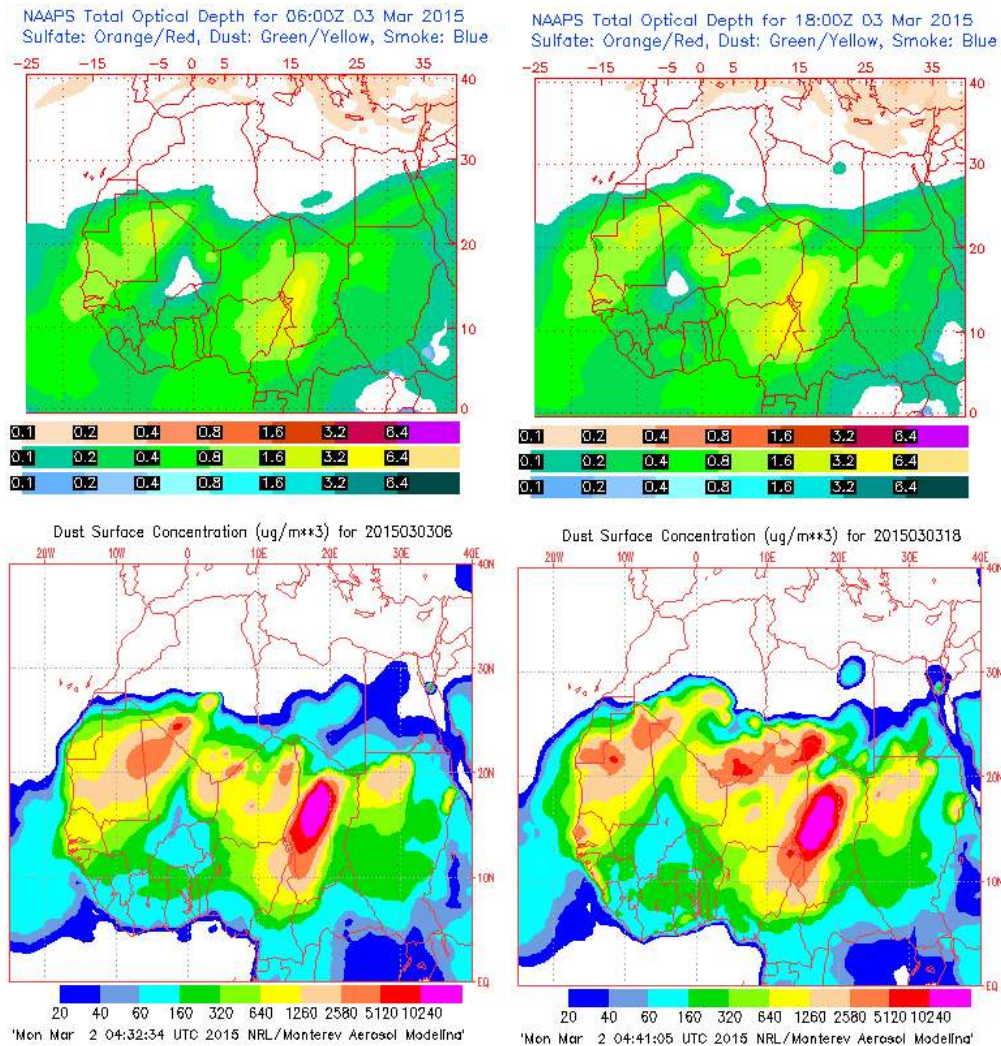 NAAPS Total Optical Depth for 06:00Z 03 Mar 2015
Sulfate: Orange/Red, Dust: Green/Yellow, Smoke: Blue
-25 -15 -5 0 5 15 25 35
40
30
20
10
0
0.1 0.2 0.4 0.8 1.6 3.2 6.4
0.1 0.2 0.4 0.8 1.6 3.2 6.4
0.1 0.2 0.4 0.8 1.6 3.2 6.4
NAAPS Total Optical Depth for 18:00Z 03 Mar 2015
Sulfate: Orange/Red, Dust: Green/Yellow, Smoke: Blue
-25 -15 -5 0 5 15 25 35
40
30
20
10
0
0.1 0.2 0.4 0.8 1.6 3.2 6.4
0.1 0.2 0.4 0.8 1.6 3.2 6.4
0.1 0.2 0.4 0.8 1.6 3.2 6.4
Dust Surface Concentration (ug/m**3) for 2015030306
20W 10W 0 10E 20E 30E 40E
40N
30N
20N
10N
EQ
20 40 60 160 320 640 1260 2580 5120 10240
'Mon Mar 2 04:32:34 UTC 2015 NRL/Monterey Aerosol Modeling'
Dust Surface Concentration (ug/m**3) for 2015030318
20W 10W 0 10E 20E 30E 40E
40N
30N
20N
10N
EQ
20 40 60 160 320 640 1260 2580 5120 10240
'Mon Mar 2 04:41:05 UTC 2015 NRL/Monterey Aerosol Modeling'